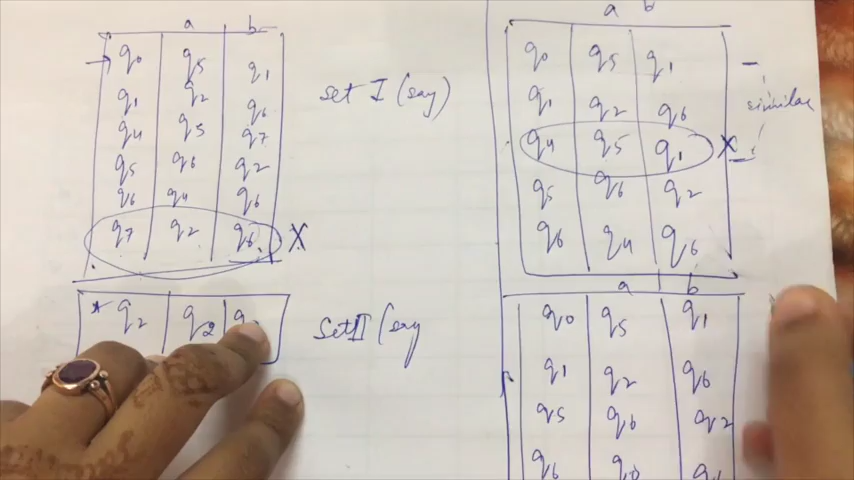 a b
→ q0 q5 q1
q1 q2 q6
q4 q5 q7
q5 q6 q2
q6 q4 q6
q7 q2 q6 X
set I (say)
* q2 q2
Set II (say
a b
q0 q5 q1
q1 q2 q6
q4 q5 q1 X
q5 q6 q2
q6 q4 q6
similar
a b
q0 q5 q1
q1 q2 q6
q5 q6 q2
q6 q0